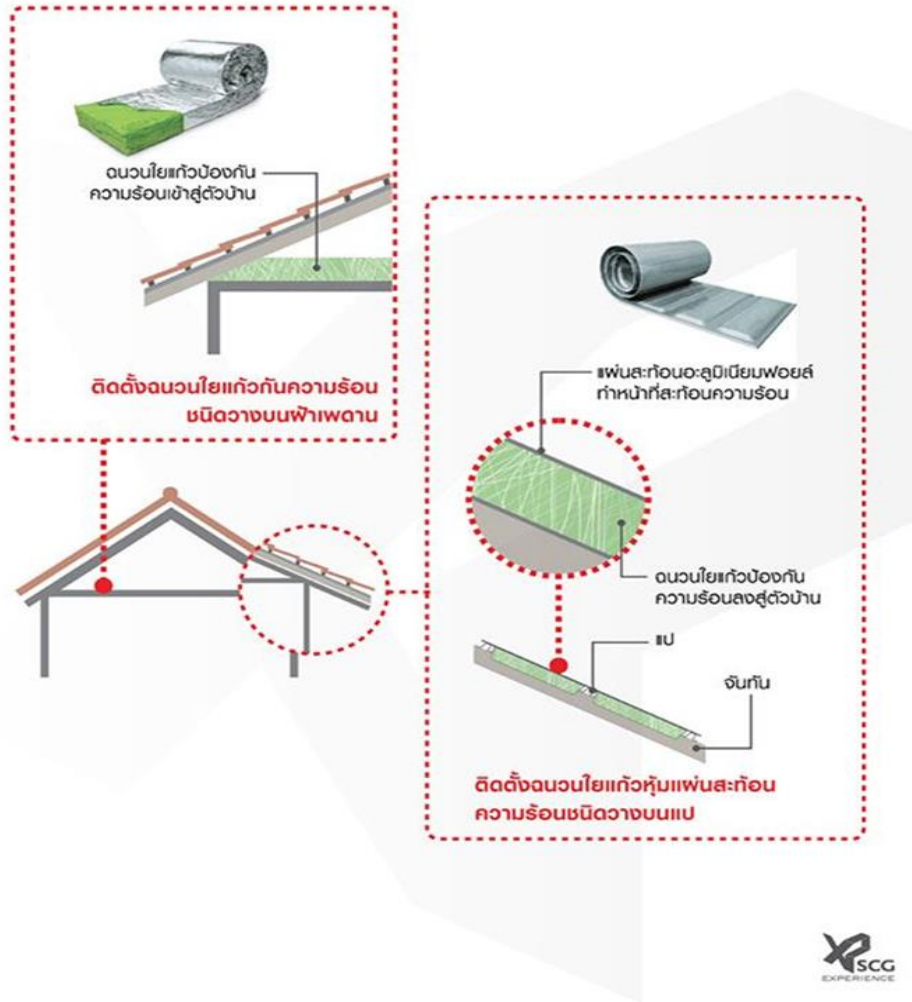 ฉนวนใยแก้วป้องกัน
ความร้อนเข้าสู่ตัวบ้าน
ติดตั้งฉนวนใยแก้วกันความร้อน
ชนิดวางบนฝ้าเพดาน
แผ่นสะท้อนอะลูมิเนียมฟอยล์
ทำหน้าที่สะท้อนความร้อน
ฉนวนใยแก้วป้องกัน
ความร้อนลงสู่ตัวบ้าน
แป
จันทัน
ติดตั้งฉนวนใยแก้วหุ้มแผ่นสะท้อน
ความร้อนชนิดวางบนแป
XP SCG
EXPERIENCE